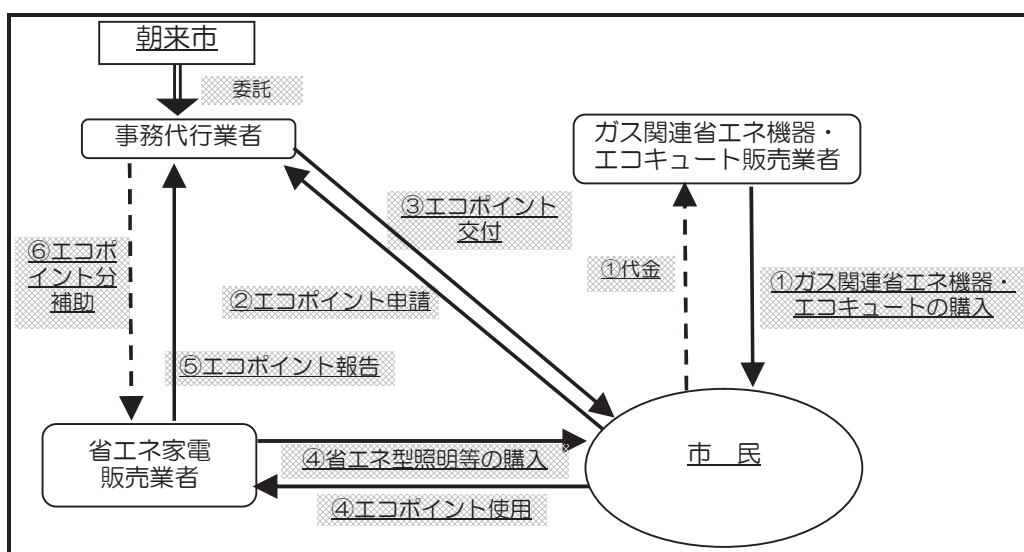 朝来市
委託
事務代行業者
ガス関連省エネ機器・
エコキュート販売業者
③エコポイント
交付
⑥エコポ
イント分
補助
①代金
①ガス関連省エネ機器・
エコキュートの購入
②エコポイント申請
⑤エコポイント報告
省エネ家電
販売業者
④省エネ型照明等の購入
市　民
④エコポイント使用